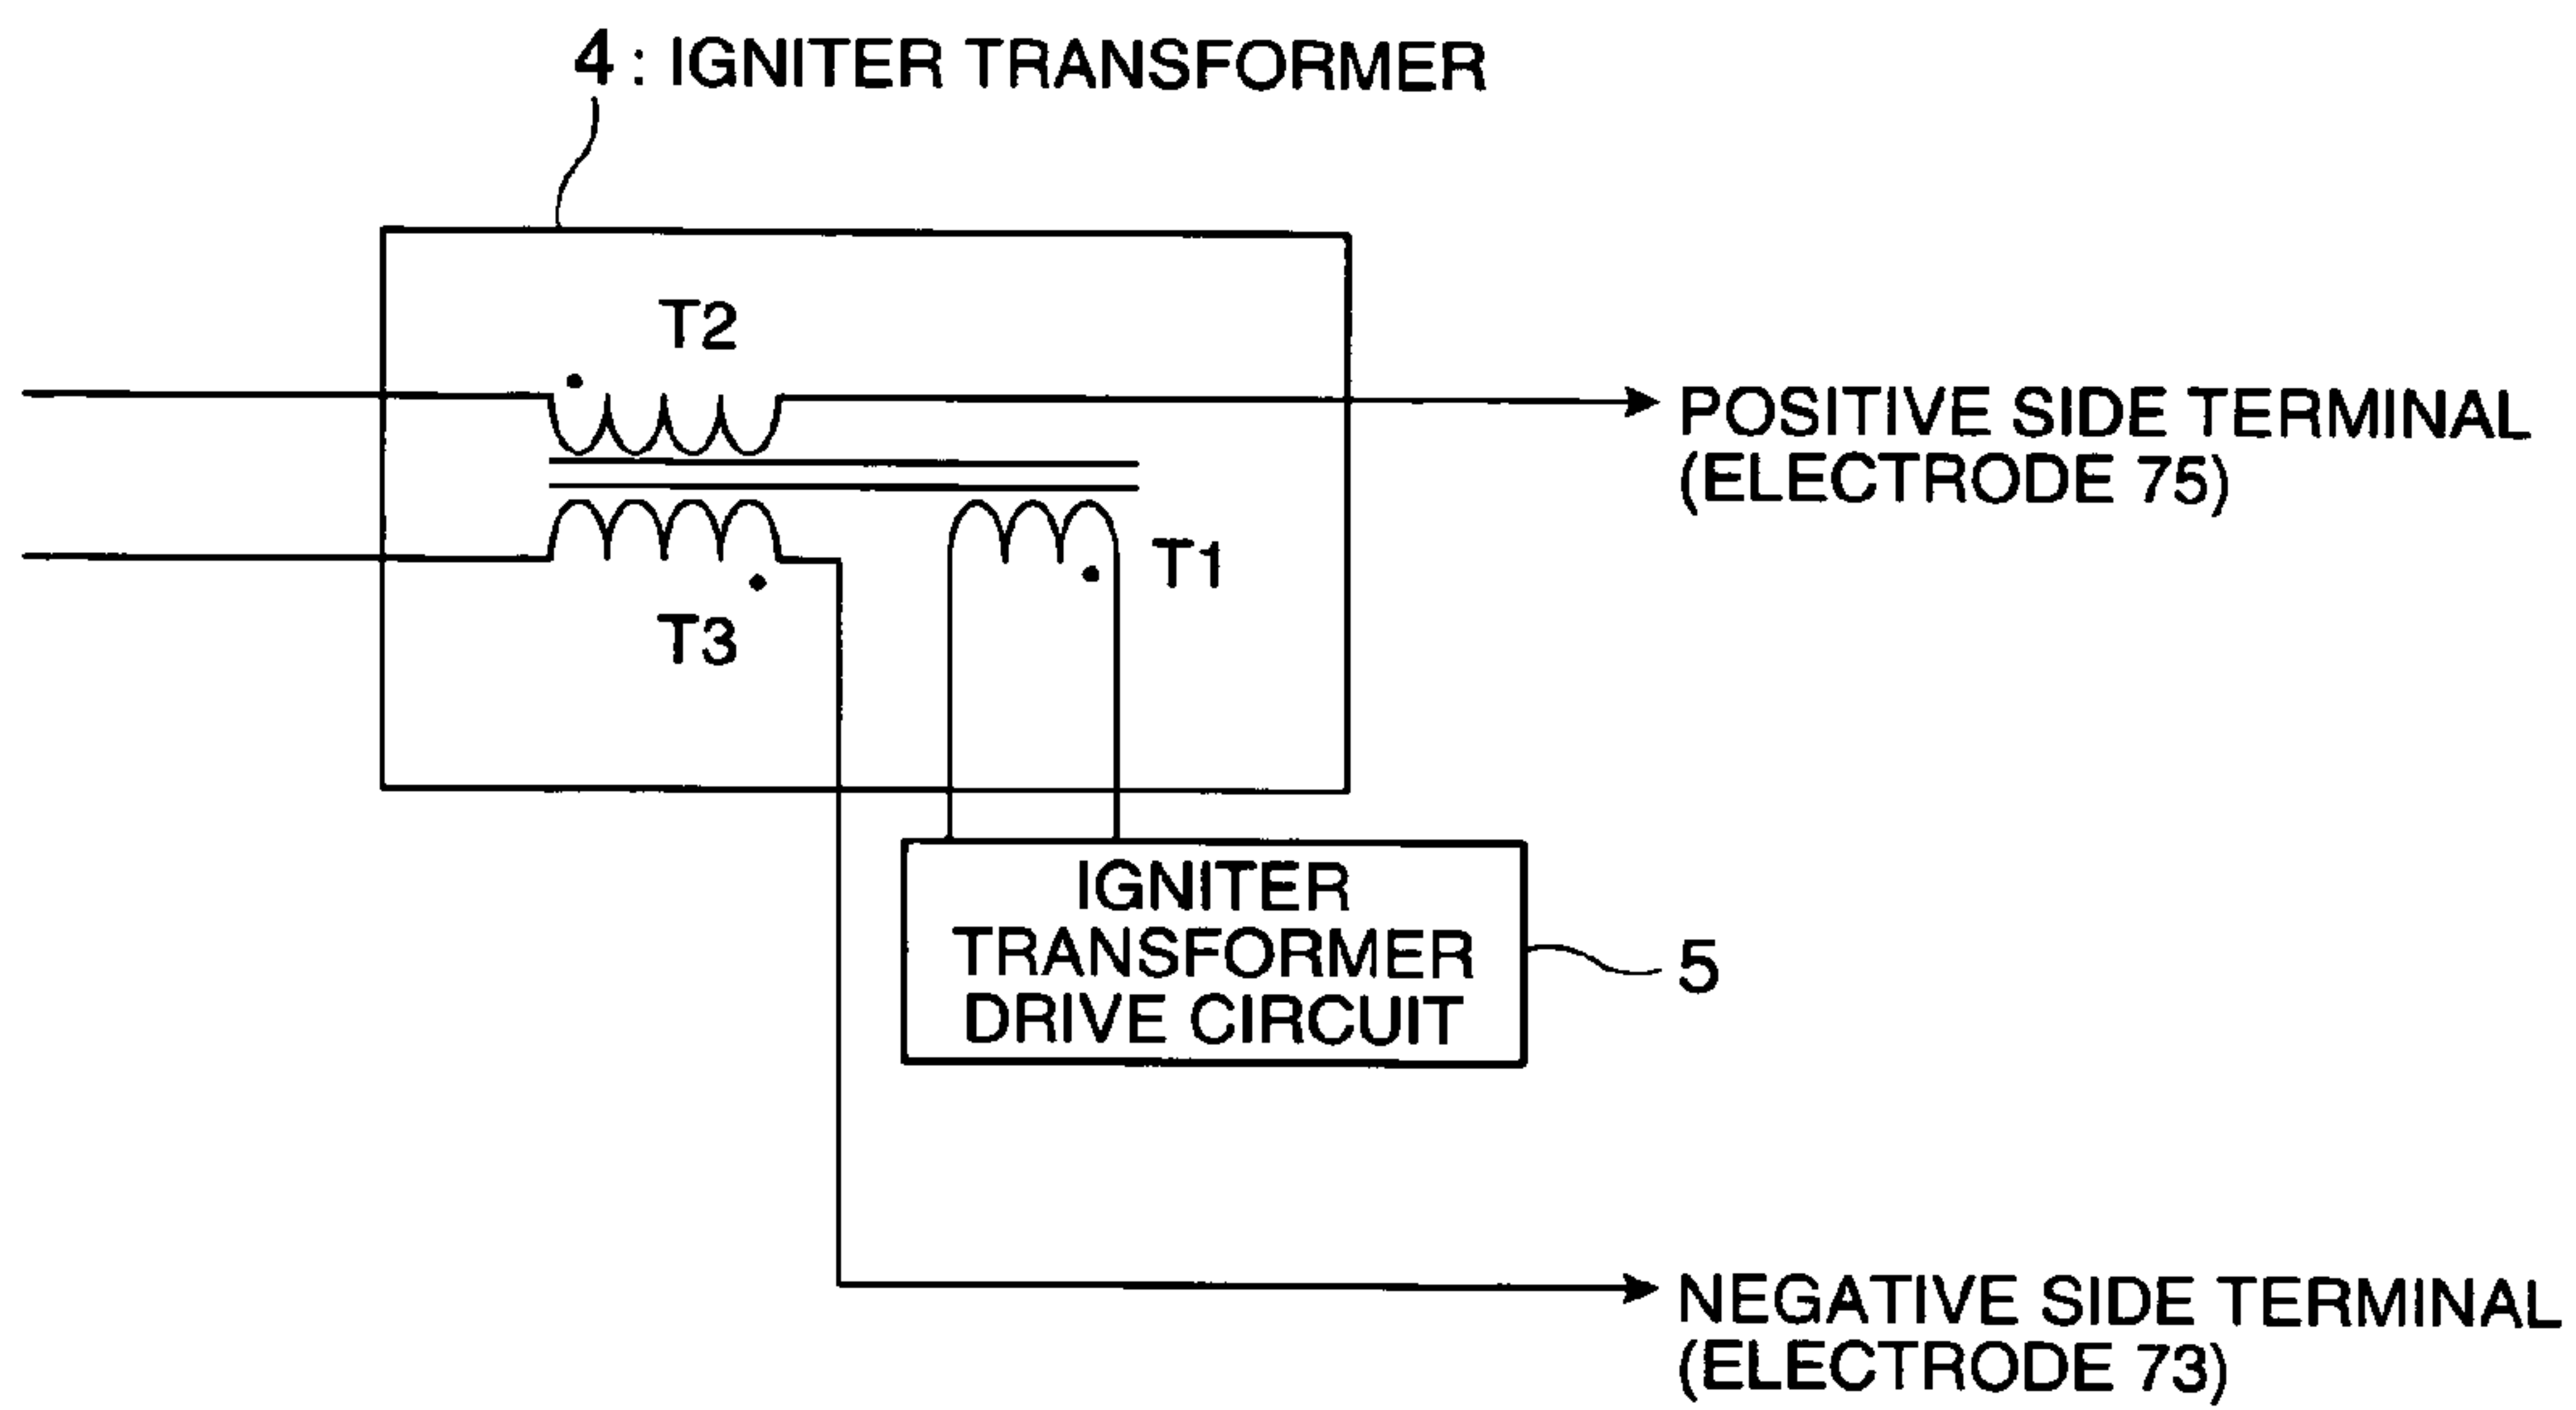 4 : IGNITER TRANSFORMER
T2
POSITIVE SIDE TERMINAL
(ELECTRODE 75)
T1
T3
IGNITER
TRANSFORMER
DRIVE CIRCUIT
5
NEGATIVE SIDE TERMINAL
(ELECTRODE 73)